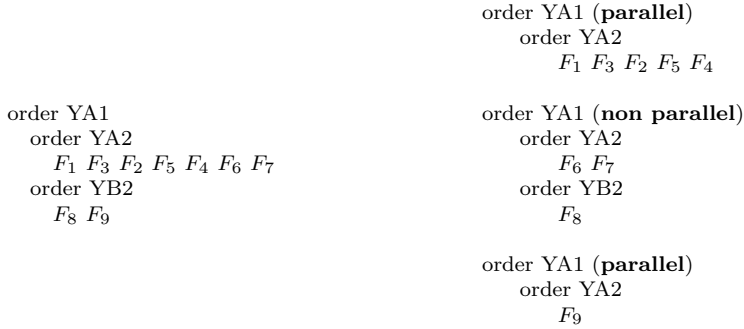 order YA1
order YA2
F1 F3 F2 F5 F4 F6 F7
order YB2
F8 F9
order YA1 (parallel)
order YA2
F1 F3 F2 F5 F4
order YA1 (non parallel)
order YA2
F6 F7
order YB2
F8
order YA1 (parallel)
order YA2
F9